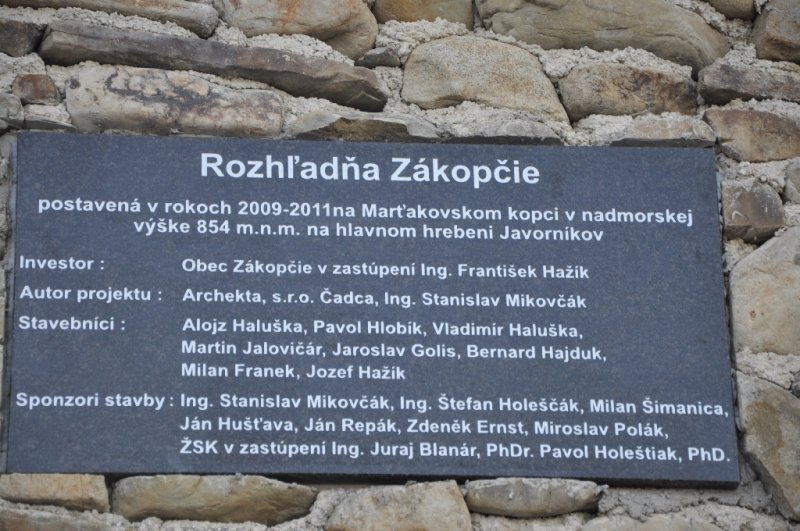 Rozhľadňa Zákopčie
postavená v rokoch 2009-2011na Marťakovskom kopci v nadmorskej
výške 854 m.n.m. na hlavnom hrebeni Javorníkov
Investor : Obec Zákopčie v zastúpení Ing. František Hažík
Autor projektu : Archekta, s.r.o. Čadca, Ing. Stanislav Mikovčák
Stavebníci : Alojz Haluška, Pavol Hlobík, Vladimír Haluška,
Martin Jalovičár, Jaroslav Golis, Bernard Hajduk,
Milan Franek, Jozef Hažík
Sponzori stavby : Ing. Stanislav Mikovčák, Ing. Štefan Holeščák, Milan Šimanica,
Ján Hušťava, Ján Repák, Zdeněk Ernst, Miroslav Polák,
ŽSK v zastúpení Ing. Juraj Blanár, PhDr. Pavol Holeštiak, PhD.